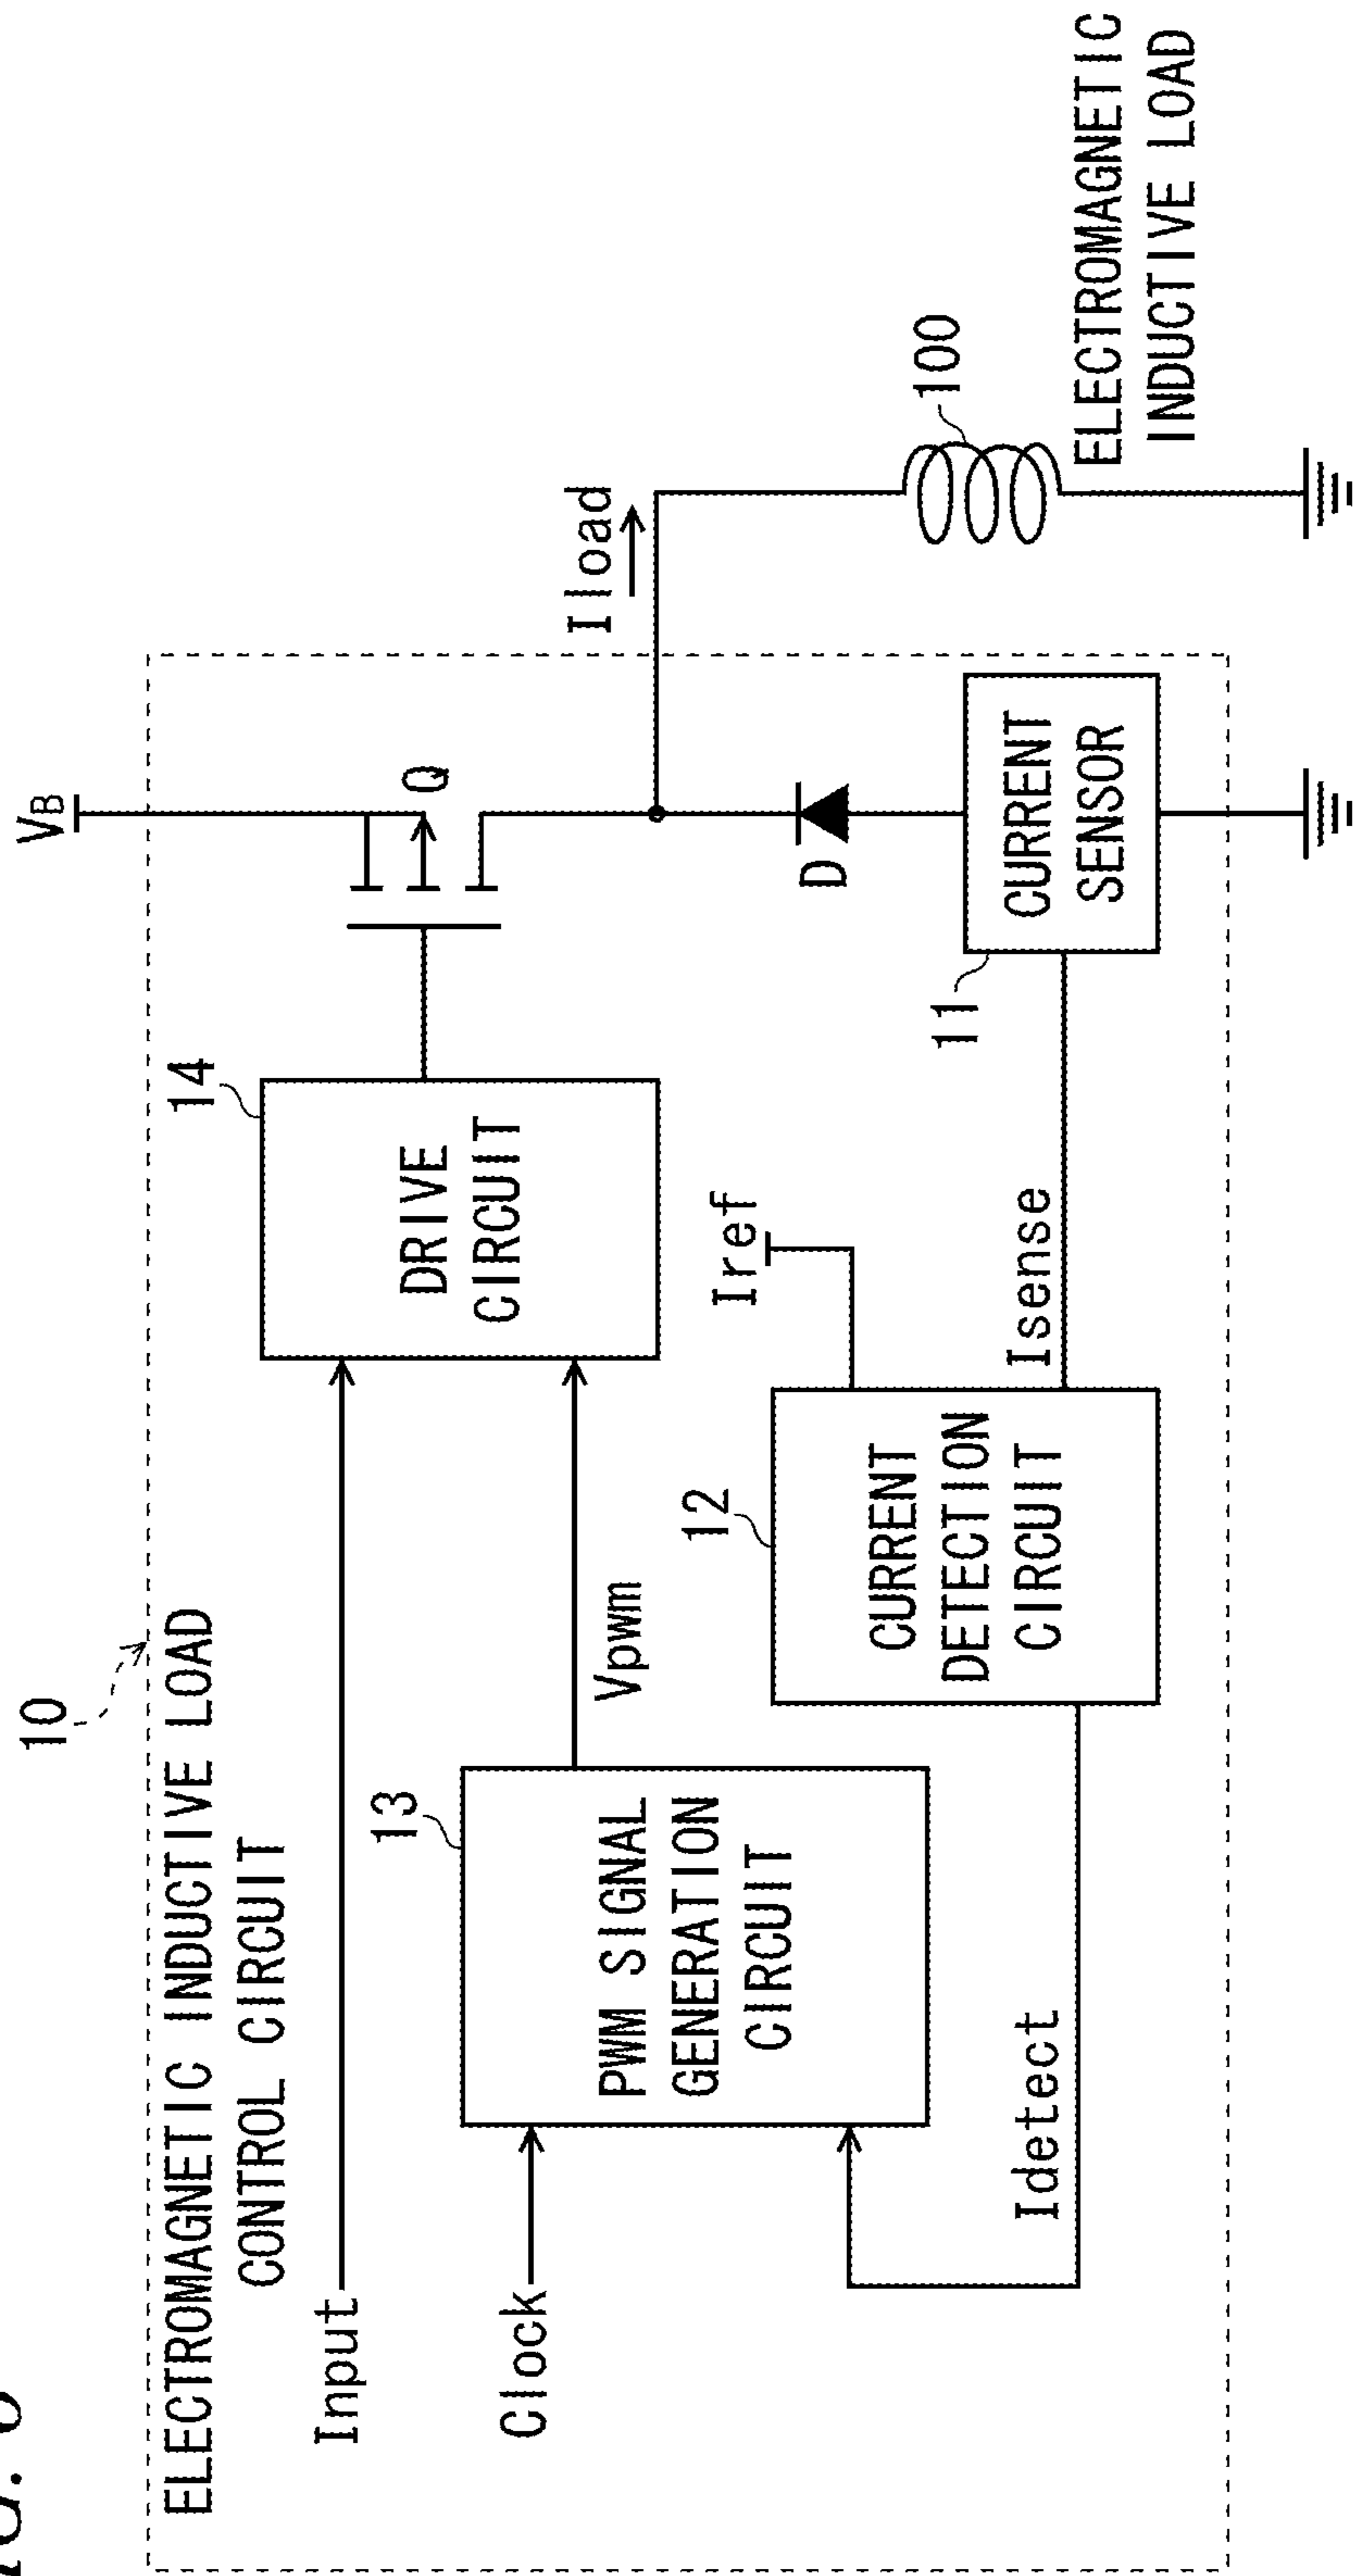 10
ELECTROMAGNETIC INDUCTIVE LOAD
CONTROL CIRCUIT
VB
Input
14
DRIVE
CIRCUIT
Q
Clock
13
PWM SIGNAL
GENERATION
CIRCUIT
Vpwm
Iload
Iref
12
CURRENT
DETECTION
CIRCUIT
Idetect
Isense
D
11
CURRENT
SENSOR
100
ELECTROMAGNETIC
INDUCTIVE LOAD